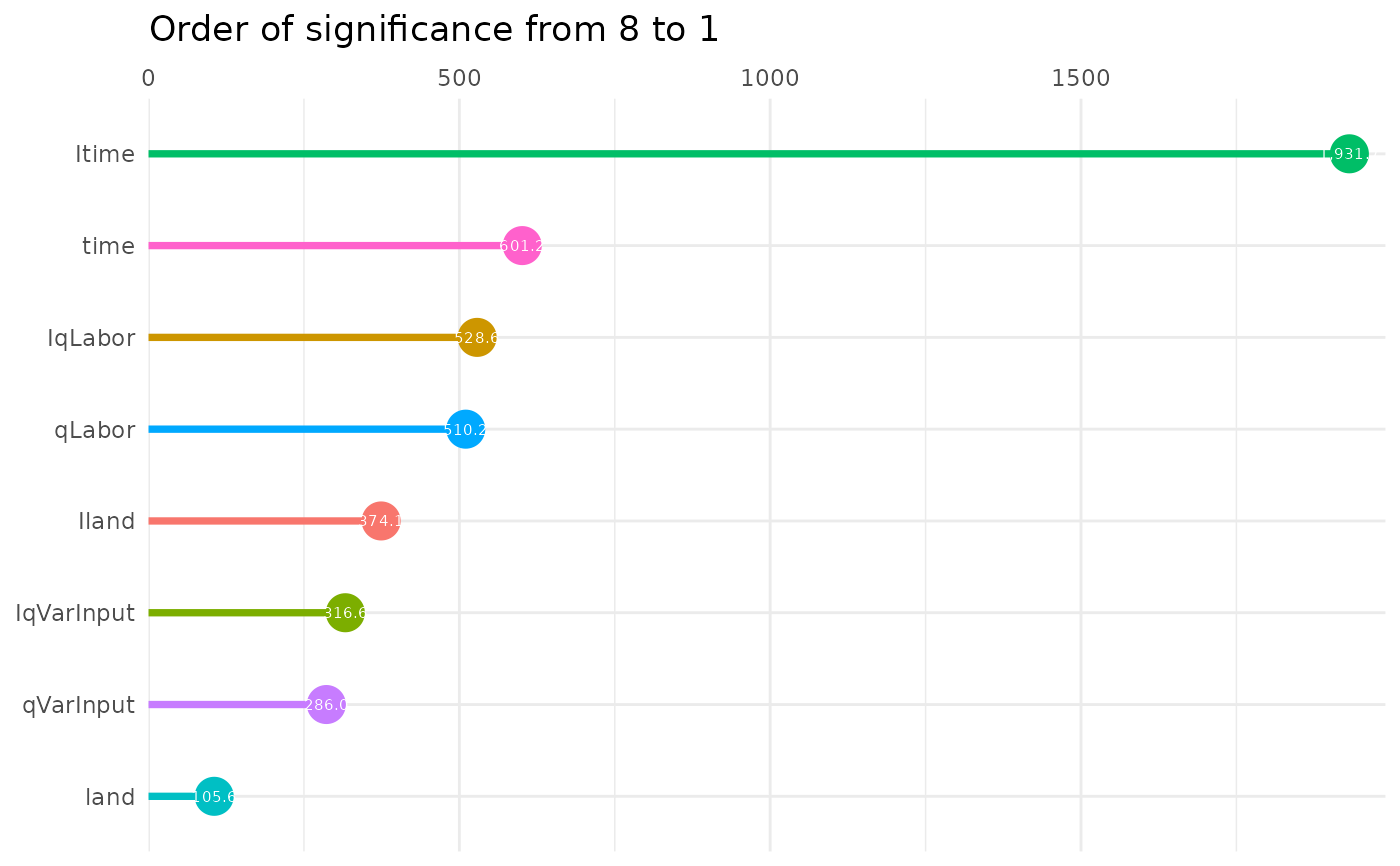 Order of significance from 8 to 1
0 500 1000 1500
ltime
time 601.2
lqLabor 528.6
qLabor 510.2
lland 374.1
lqVarInput 316.6
qVarInput 286.0
land 105.6